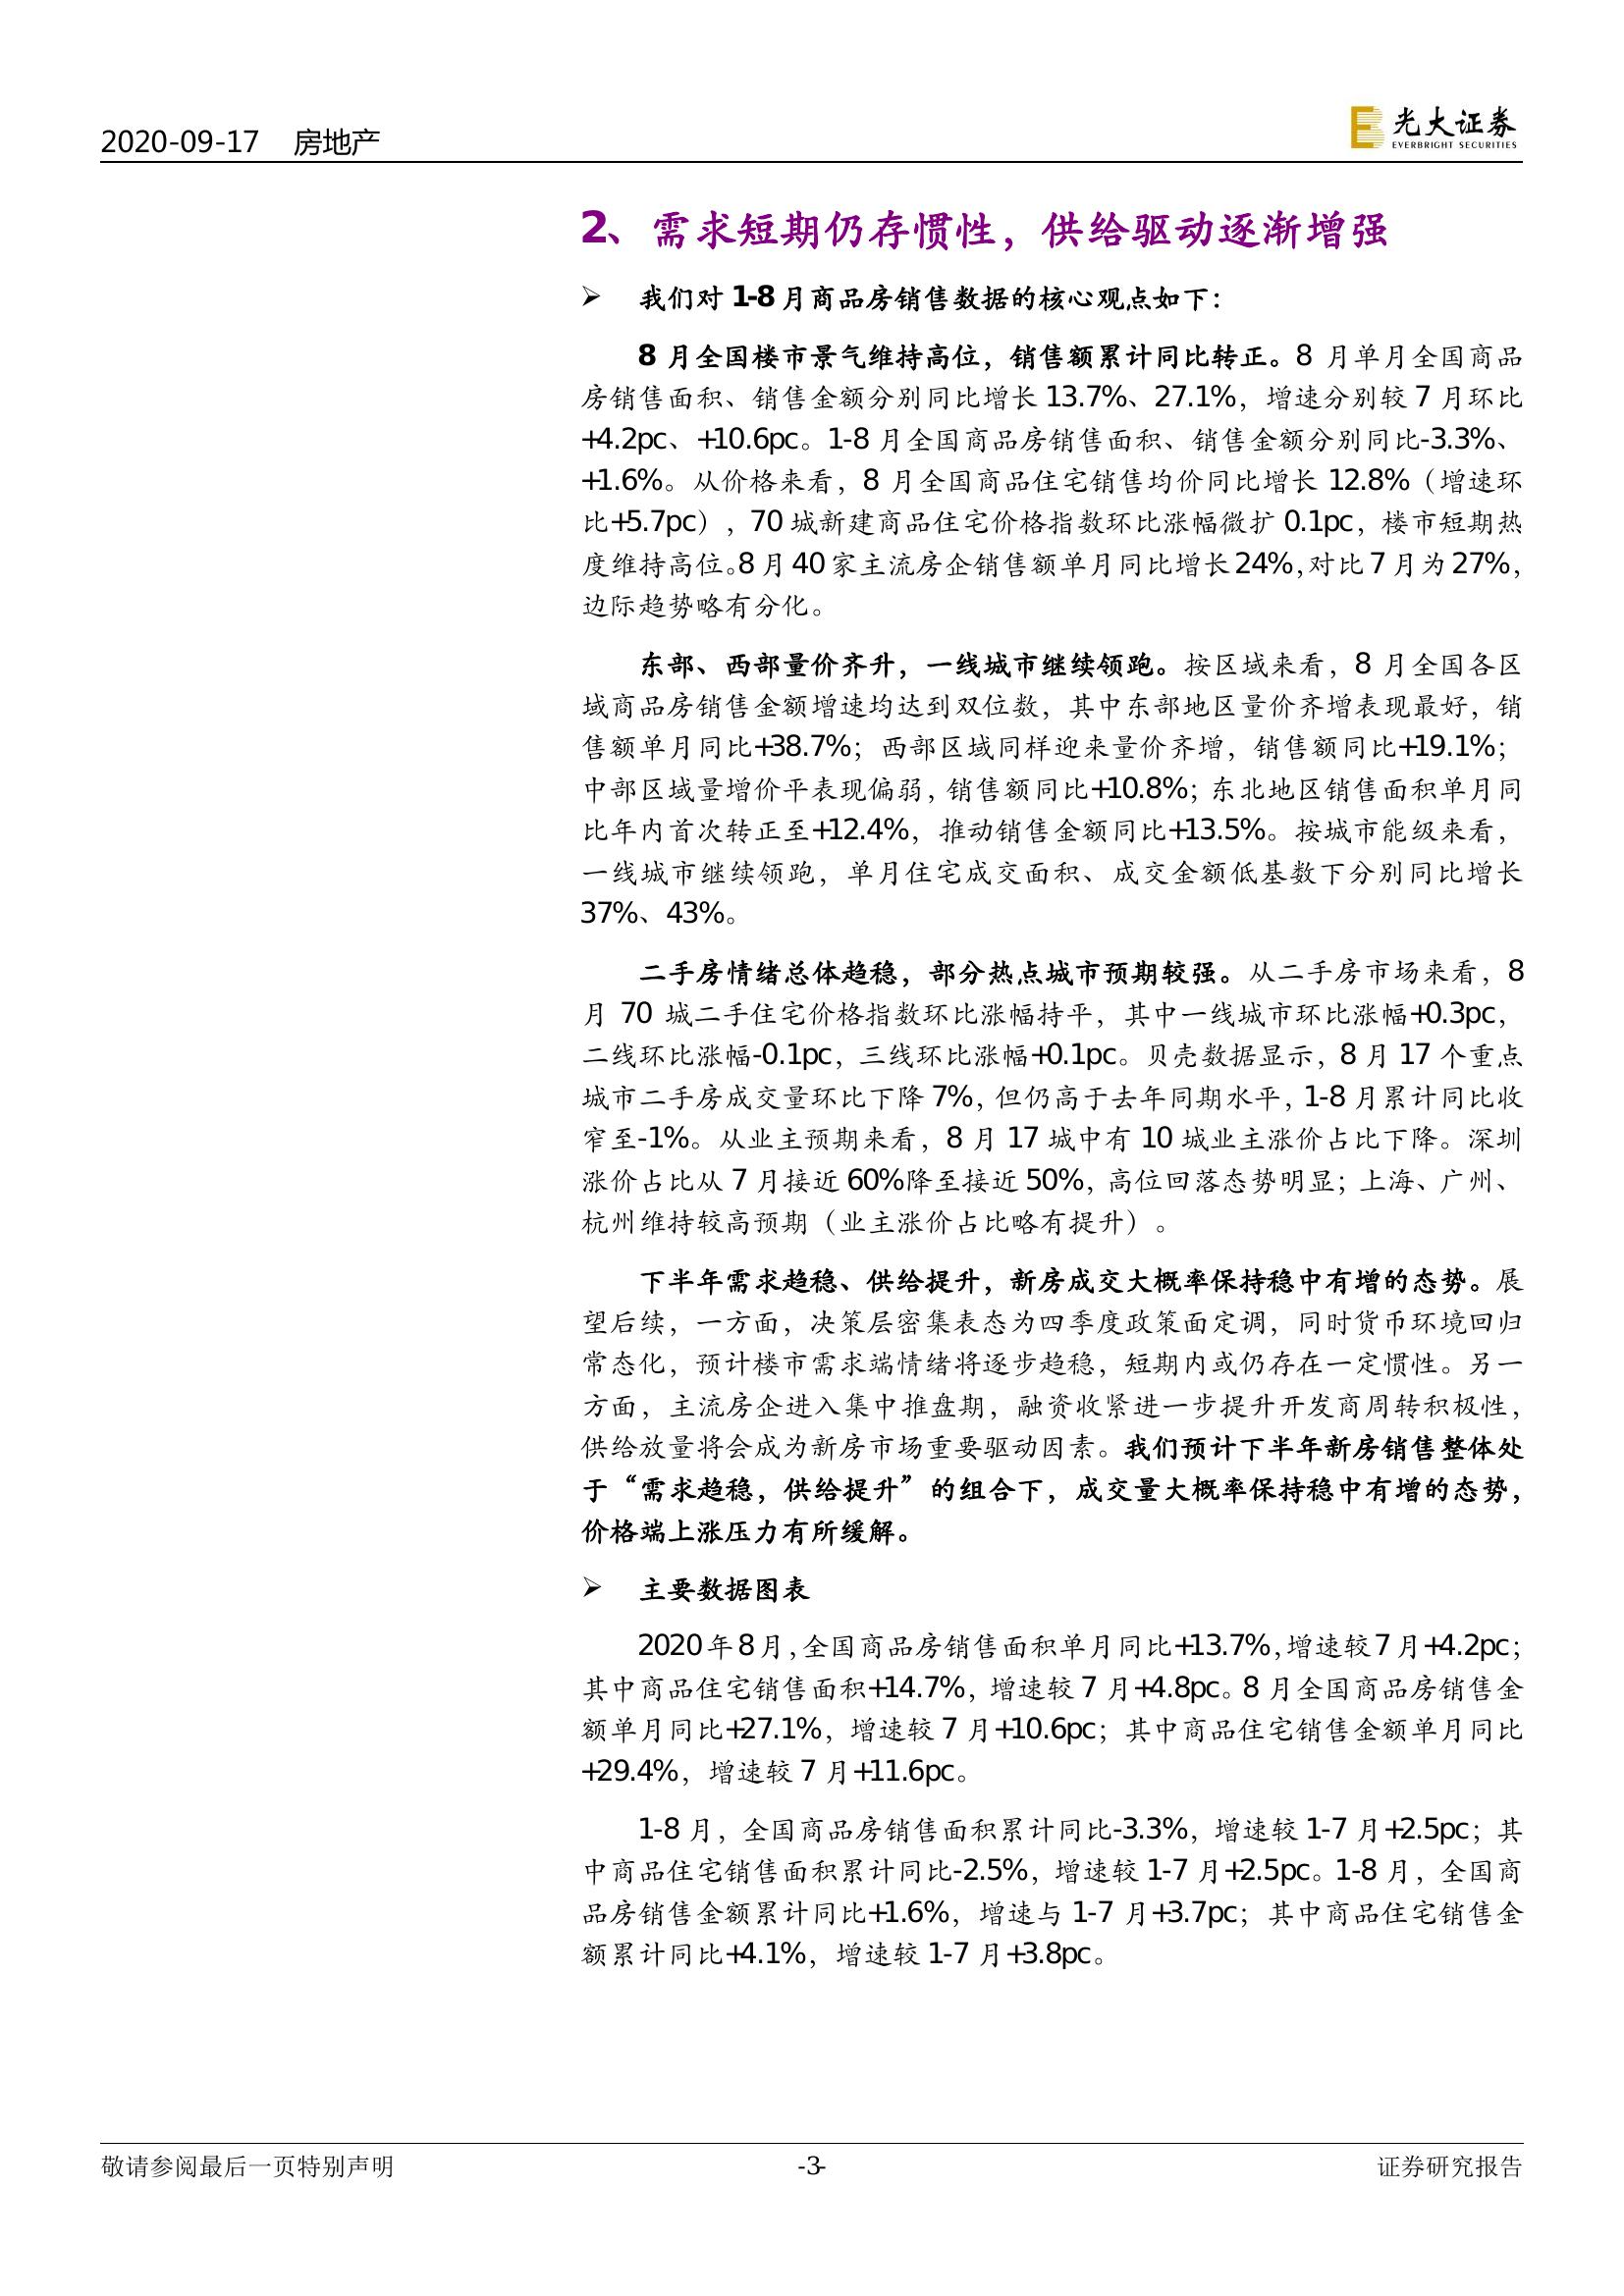 2020-09-17 房地产
光大证券
EVERBRIGHT SECURITIES
2、需求短期仍存惯性，供给驱动逐渐增强
➢ 我们对 1-8 月商品房销售数据的核心观点如下：
8 月全国楼市景气维持高位，销售额累计同比转正。8 月单月全国商品
房销售面积、销售金额分别同比增长 13.7%、27.1%，增速分别较 7 月环比
+4.2pc、+10.6pc。1-8 月全国商品房销售面积、销售金额分别同比-3.3%、
+1.6%。从价格来看，8 月全国商品住宅销售均价同比增长 12.8%（增速环
比+5.7pc），70 城新建商品住宅价格指数环比涨幅微扩 0.1pc，楼市短期热
度维持高位。8 月 40 家主流房企销售额单月同比增长 24%，对比 7 月为 27%，
边际趋势略有分化。
东部、西部量价齐升，一线城市继续领跑。按区域来看，8 月全国各区
域商品房销售金额增速均达到双位数，其中东部地区量价齐增表现最好，销
售额单月同比+38.7%；西部区域同样迎来量价齐增，销售额同比+19.1%；
中部区域量增价平表现偏弱，销售额同比+10.8%；东北地区销售面积单月同
比年内首次转正至+12.4%，推动销售金额同比+13.5%。按城市能级来看，
一线城市继续领跑，单月住宅成交面积、成交金额低基数下分别同比增长
37%、43%。
二手房情绪总体趋稳，部分热点城市预期较强。从二手房市场来看，8
月 70 城二手住宅价格指数环比涨幅持平，其中一线城市环比涨幅+0.3pc，
二线环比涨幅-0.1pc，三线环比涨幅+0.1pc。贝壳数据显示，8 月 17 个重点
城市二手房成交量环比下降 7%，但仍高于去年同期水平，1-8 月累计同比收
窄至-1%。从业主预期来看，8 月 17 城中有 10 城业主涨价占比下降。深圳
涨价占比从 7 月接近 60%降至接近 50%，高位回落态势明显；上海、广州、
杭州维持较高预期（业主涨价占比略有提升）。
下半年需求趋稳、供给提升，新房成交大概率保持稳中有增的态势。展
望后续，一方面，决策层密集表态为四季度政策面定调，同时货币环境回归
常态化，预计楼市需求端情绪将逐步趋稳，短期内或仍存在一定惯性。另一
方面，主流房企进入集中推盘期，融资收紧进一步提升开发商周转积极性，
供给放量将会成为新房市场重要驱动因素。我们预计下半年新房销售整体处
于“需求趋稳，供给提升”的组合下，成交量大概率保持稳中有增的态势，
价格端上涨压力有所缓解。
➢ 主要数据图表
2020 年 8 月，全国商品房销售面积单月同比+13.7%，增速较 7 月+4.2pc；
其中商品住宅销售面积+14.7%，增速较 7 月+4.8pc。8 月全国商品房销售金
额单月同比+27.1%，增速较 7 月+10.6pc；其中商品住宅销售金额单月同比
+29.4%，增速较 7 月+11.6pc。
1-8 月，全国商品房销售面积累计同比-3.3%，增速较 1-7 月+2.5pc；其
中商品住宅销售面积累计同比-2.5%，增速较 1-7 月+2.5pc。1-8 月，全国商
品房销售金额累计同比+1.6%，增速与 1-7 月+3.7pc；其中商品住宅销售金
额累计同比+4.1%，增速较 1-7 月+3.8pc。
敬请参阅最后一页特别声明 -3- 证券研究报告